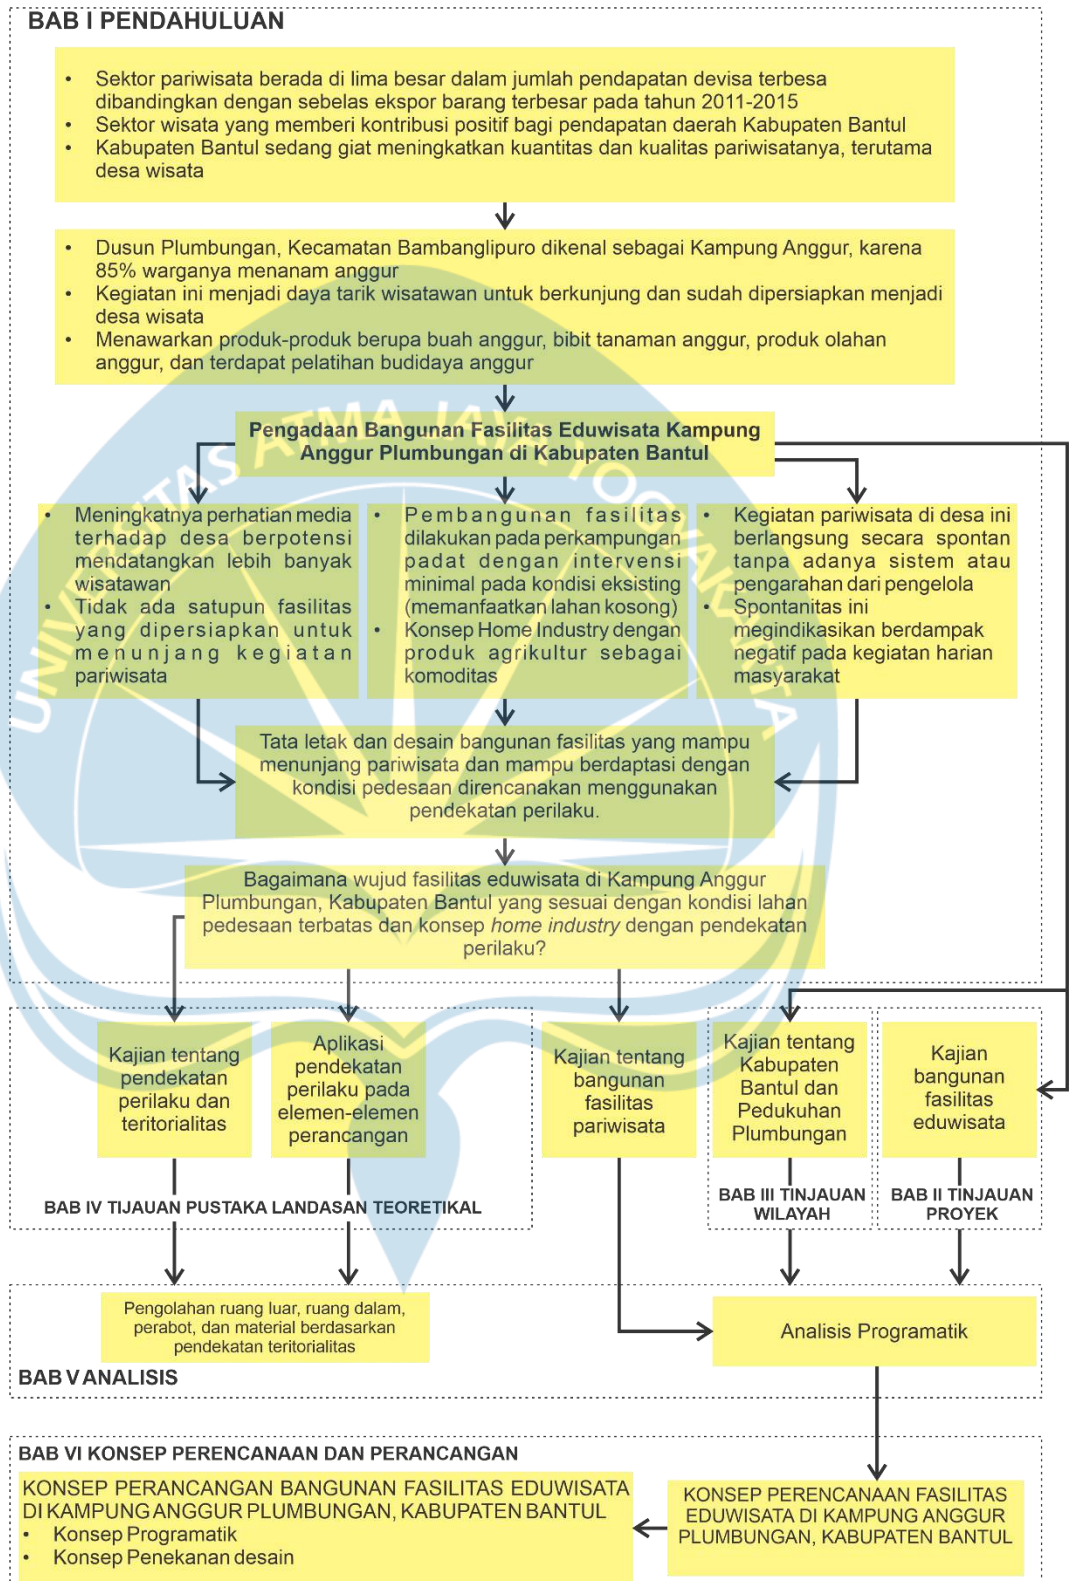 BAB I PENDAHULUAN
• Sektor pariwisata berada di lima besar dalam jumlah pendapatan devisa terbesa
dibandingkan dengan sebelas ekspor barang terbesar pada tahun 2011-2015
• Sektor wisata yang memberi kontribusi positif bagi pendapatan daerah Kabupaten Bantul
• Kabupaten Bantul sedang giat meningkatkan kuantitas dan kualitas pariwisatanya, terutama
desa wisata
• Dusun Plumbungan, Kecamatan Bambanglipuro dikenal sebagai Kampung Anggur, karena
85% warganya menanam anggur
• Kegiatan ini menjadi daya tarik wisatawan untuk berkunjung dan sudah dipersiapkan menjadi
desa wisata
• Menawarkan produk-produk berupa buah anggur, bibit tanaman anggur, produk olahan
anggur, dan terdapat pelatihan budidaya anggur
UNIVERSITAS ATMA JAYA YOGYAKARTA
Pengadaan Bangunan Fasilitas Eduwisata Kampung
Anggur Plumbungan di Kabupaten Bantul
• Meningkatnya perhatian media
terhadap desa berpotensi
mendatangkan lebih banyak
wisatawan
• Tidak ada satupun fasilitas
yang dipersiapkan untuk
menunjang kegiatan
pariwisata
• Pembangunan fasilitas
dilakukan pada perkampungan
padat dengan intervensi
minimal pada kondisi eksisting
(memanfaatkan lahan kosong)
• Konsep Home Industry dengan
produk agrikultur sebagai
komoditas
• Kegiatan pariwisata di desa ini
berlangsung secara spontan
tanpa adanya sistem atau
pengarahan dari pengelola
• Spontanitas ini
megindikasikan berdampak
negatif pada kegiatan harian
masyarakat
Tata letak dan desain bangunan fasilitas yang mampu
menunjang pariwisata dan mampu berdaptasi dengan
kondisi pedesaan direncanakan menggunakan
pendekatan perilaku.
Bagaimana wujud fasilitas eduwisata di Kampung Anggur
Plumbungan, Kabupaten Bantul yang sesuai dengan kondisi lahan
pedesaan terbatas dan konsep home industry dengan pendekatan
perilaku?
Kajian tentang
pendekatan
perilaku dan
teritorialitas
Aplikasi
pendekatan
perilaku pada
elemen-elemen
perancangan
Kajian tentang
bangunan
fasilitas
pariwisata
Kajian tentang
Kabupaten
Bantul dan
Pedukuhan
Plumbungan
Kajian
bangunan
fasilitas
eduwisata
BAB IV TIJAUAN PUSTAKA LANDASAN TEORETIKAL
BAB III TINJAUAN
WILAYAH
BAB II TINJAUAN
PROYEK
Pengolahan ruang luar, ruang dalam,
perabot, dan material berdasarkan
pendekatan teritorialitas
Analisis Programatik
BAB V ANALISIS
BAB VI KONSEP PERENCANAAN DAN PERANCANGAN
KONSEP PERANCANGAN BANGUNAN FASILITAS EDUWISATA
DI KAMPUNG ANGGUR PLUMBUNGAN, KABUPATEN BANTUL
• Konsep Programatik
• Konsep Penekanan desain
KONSEP PERENCANAAN FASILITAS
EDUWISATA DI KAMPUNG ANGGUR
PLUMBUNGAN, KABUPATEN BANTUL